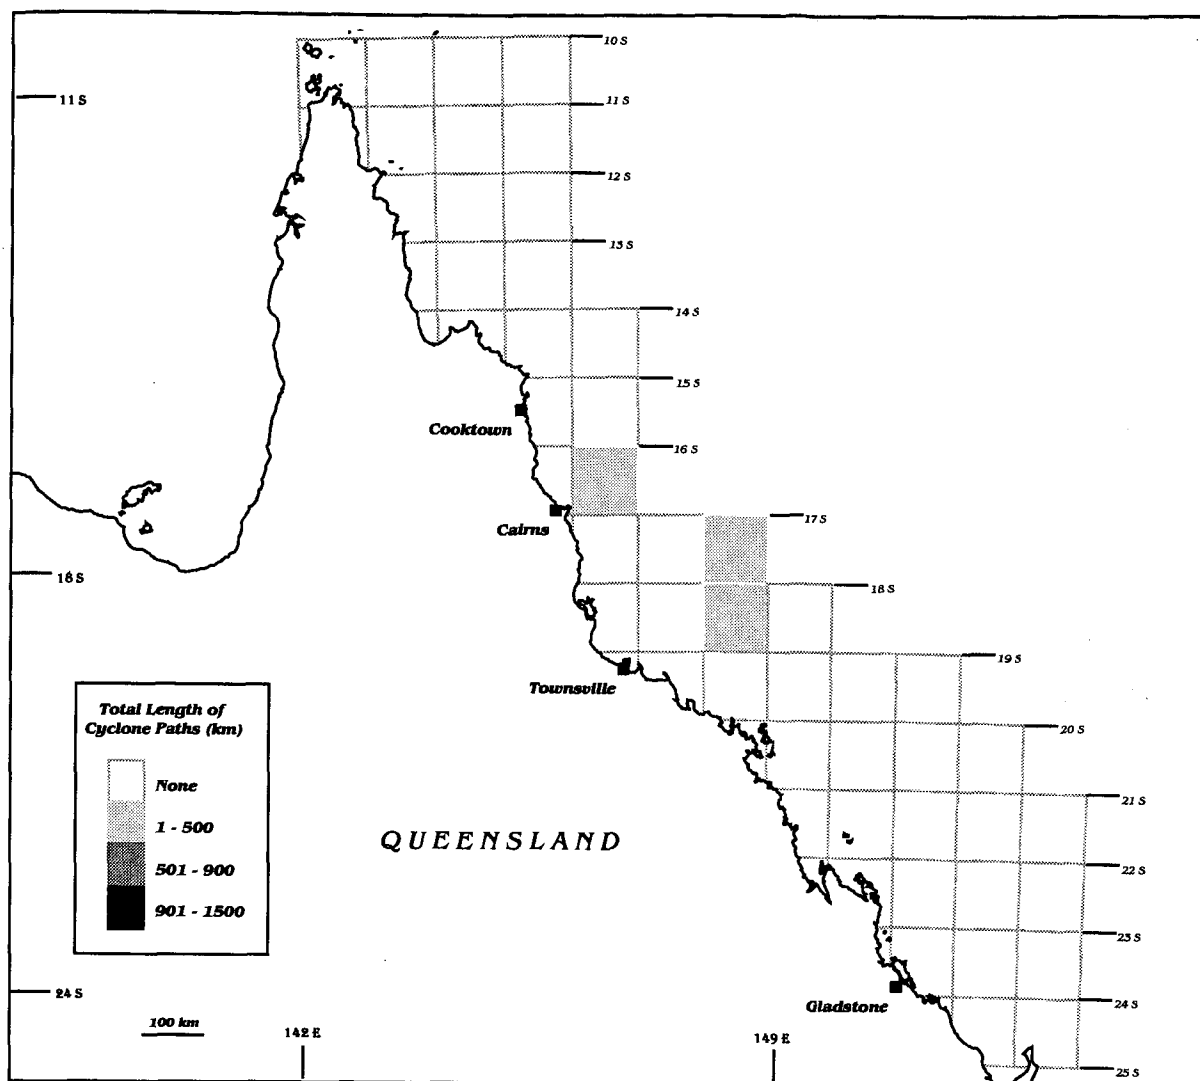 10 S
11 S
11 S
12 S
13 S
14 S
15 S
Cooktown
16 S
17 S
Cairns
18 S
18 S
19 S
Townsville
Total Length of
Cyclone Paths (km)
None
1 - 500
501 - 900
901 - 1500
20 S
21 S
QUEENSLAND
22 S
23 S
24 S
24 S
Gladstone
100 km
142 E
149 E
25 S